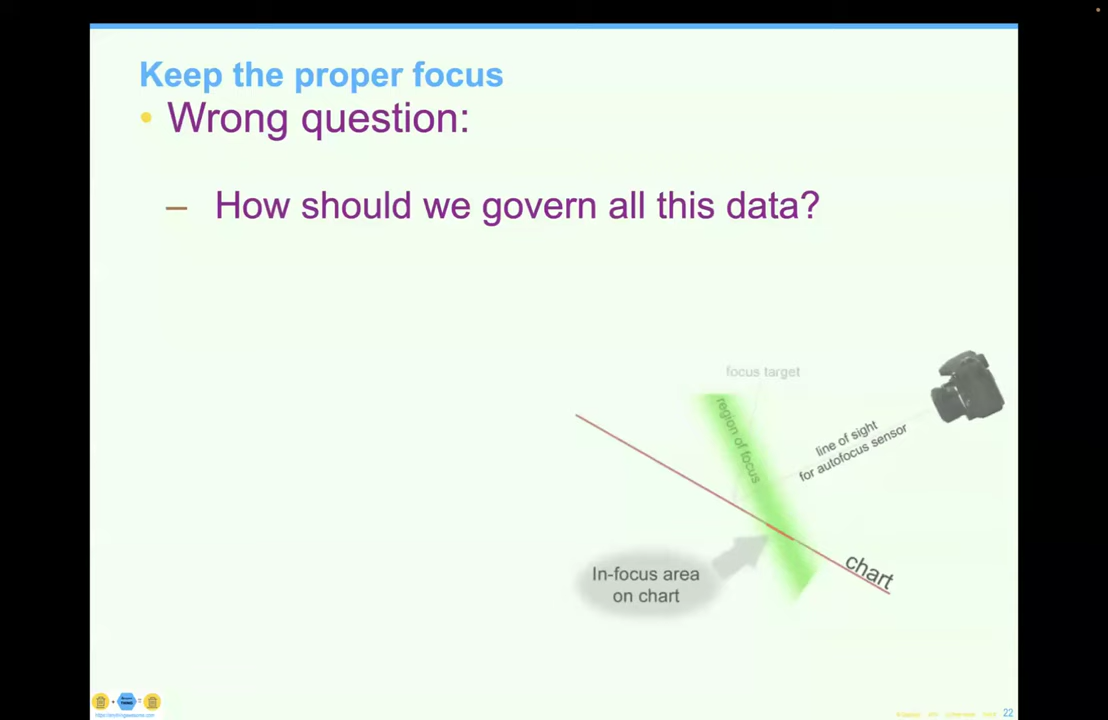 Keep the proper focus
• Wrong question:
– How should we govern all this data?
focus target
region of focus
line of sight
for autofocus sensor
In-focus area
on chart
chart
22